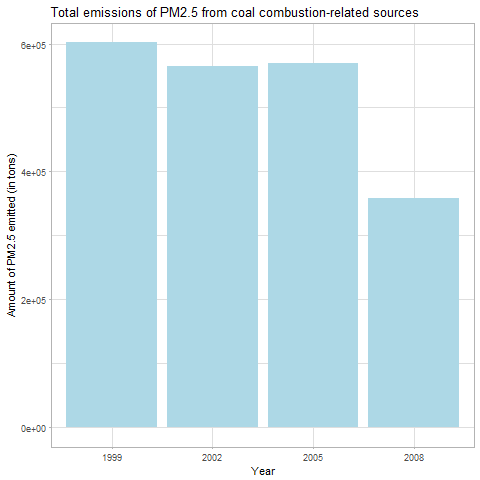 Total emissions of PM2.5 from coal combustion-related sources
Amount of PM2.5 emitted (in tons)
6e+05
4e+05
2e+05
0e+00
1999 2002 2005 2008
Year